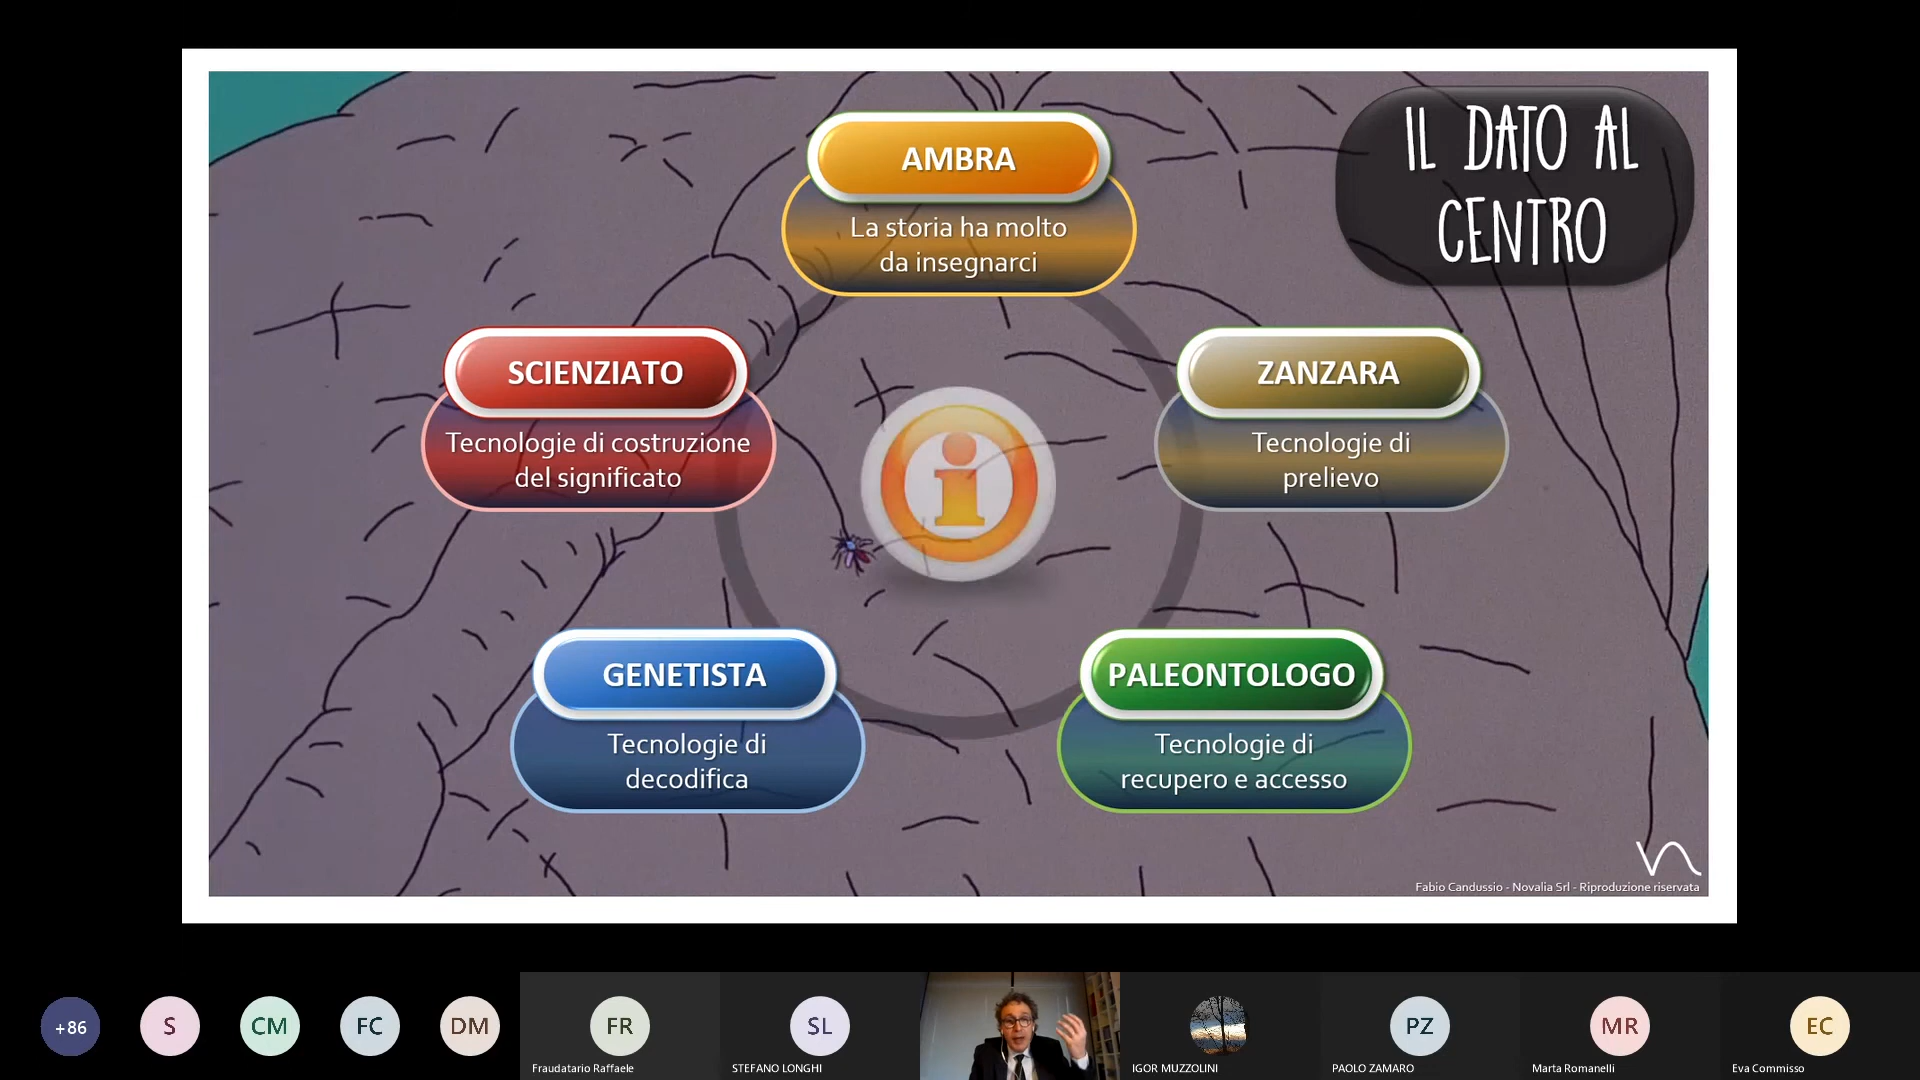 IL DATO AL
CENTRO
AMBRA
La storia ha molto
da insegnarci
SCIENZIATO
Tecnologie di costruzione
del significato
ZANZARA
Tecnologie di
prelievo
i
GENETISTA
Tecnologie di
decodifica
PALEONTOLOGO
Tecnologie di
recupero e accesso
Fabio Candussio - Novalia Srl - Riproduzione riservata
+86
S
CM
FC
DM
FR
SL
PZ
MR
EC
Fraudatario Raffaele
STEFANO LONGHI
IGOR MUZZOLINI
PAOLO ZAMARO
Marta Romanelli
Eva Commisso